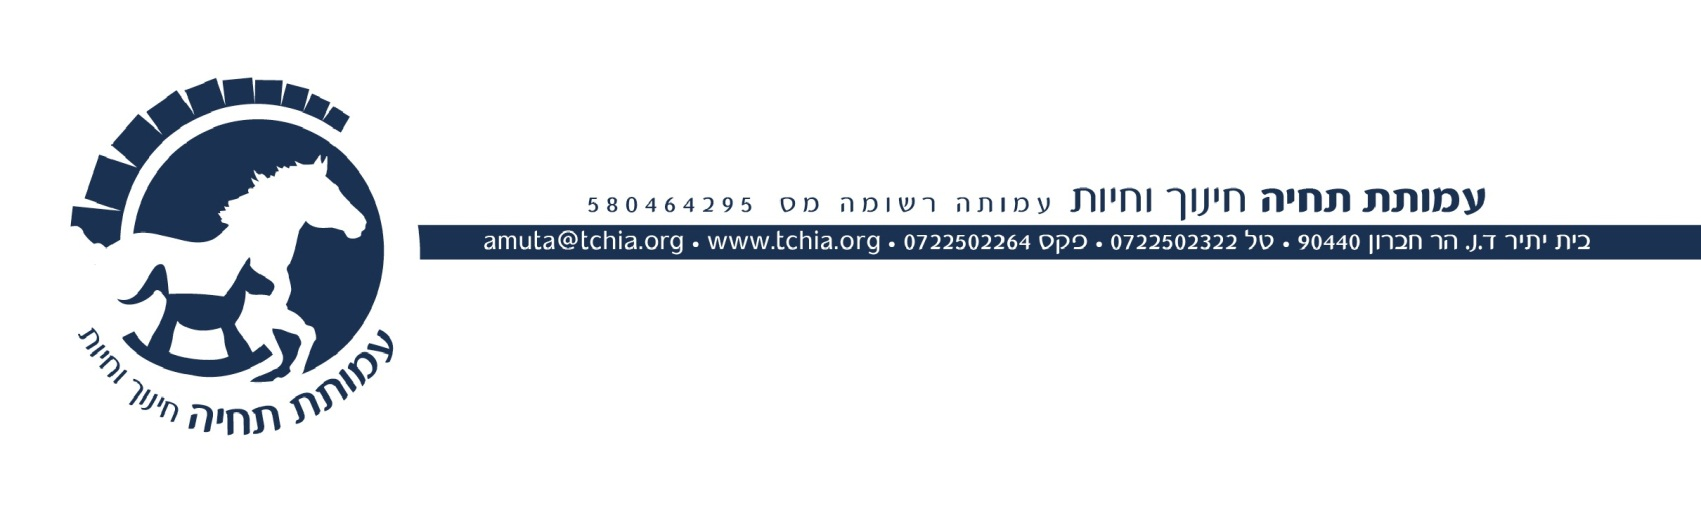 עמותת תחיה חינוך וחיות עמותה רשומה מס 580464295
בית יתיר ד.נ. הר חברון 90440 • טל 0722502322 • פקס 0722502264 • www.tchia.org • amuta@tchia.org
עמותת תחיה חינוך וחיות